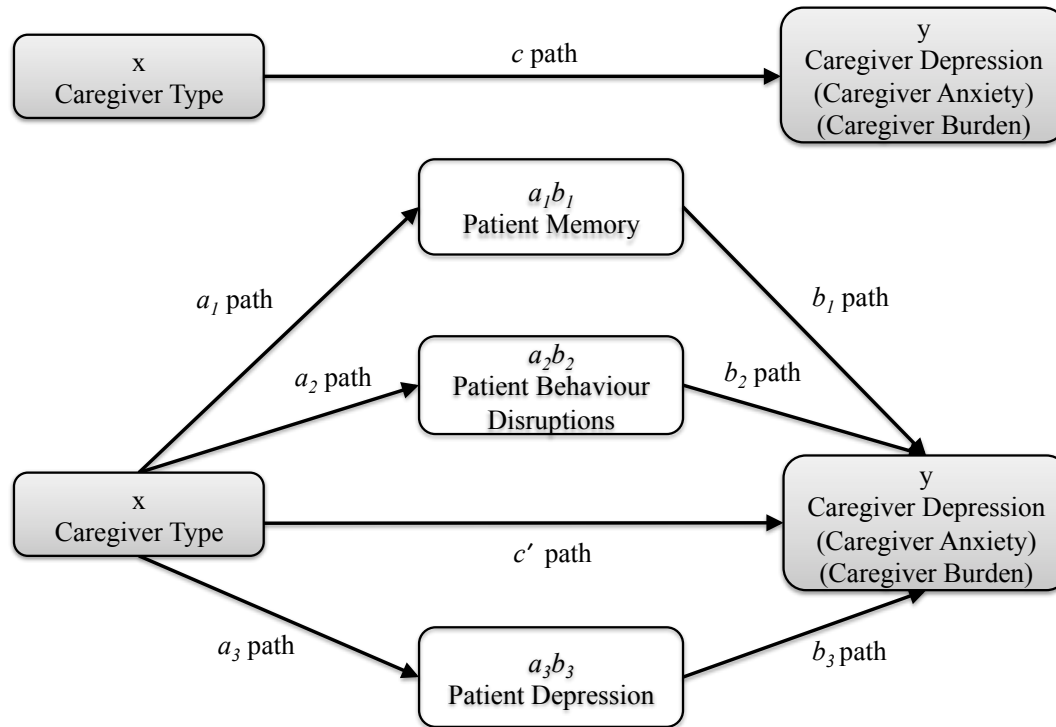 x
Caregiver Type
c path
y
Caregiver Depression
(Caregiver Anxiety)
(Caregiver Burden)
a₁b₁
Patient Memory
a₁ path
b₁ path
a₂b₂
Patient Behaviour
Disruptions
a₂ path
b₂ path
x
Caregiver Type
c′ path
y
Caregiver Depression
(Caregiver Anxiety)
(Caregiver Burden)
a₃ path
a₃b₃
Patient Depression
b₃ path